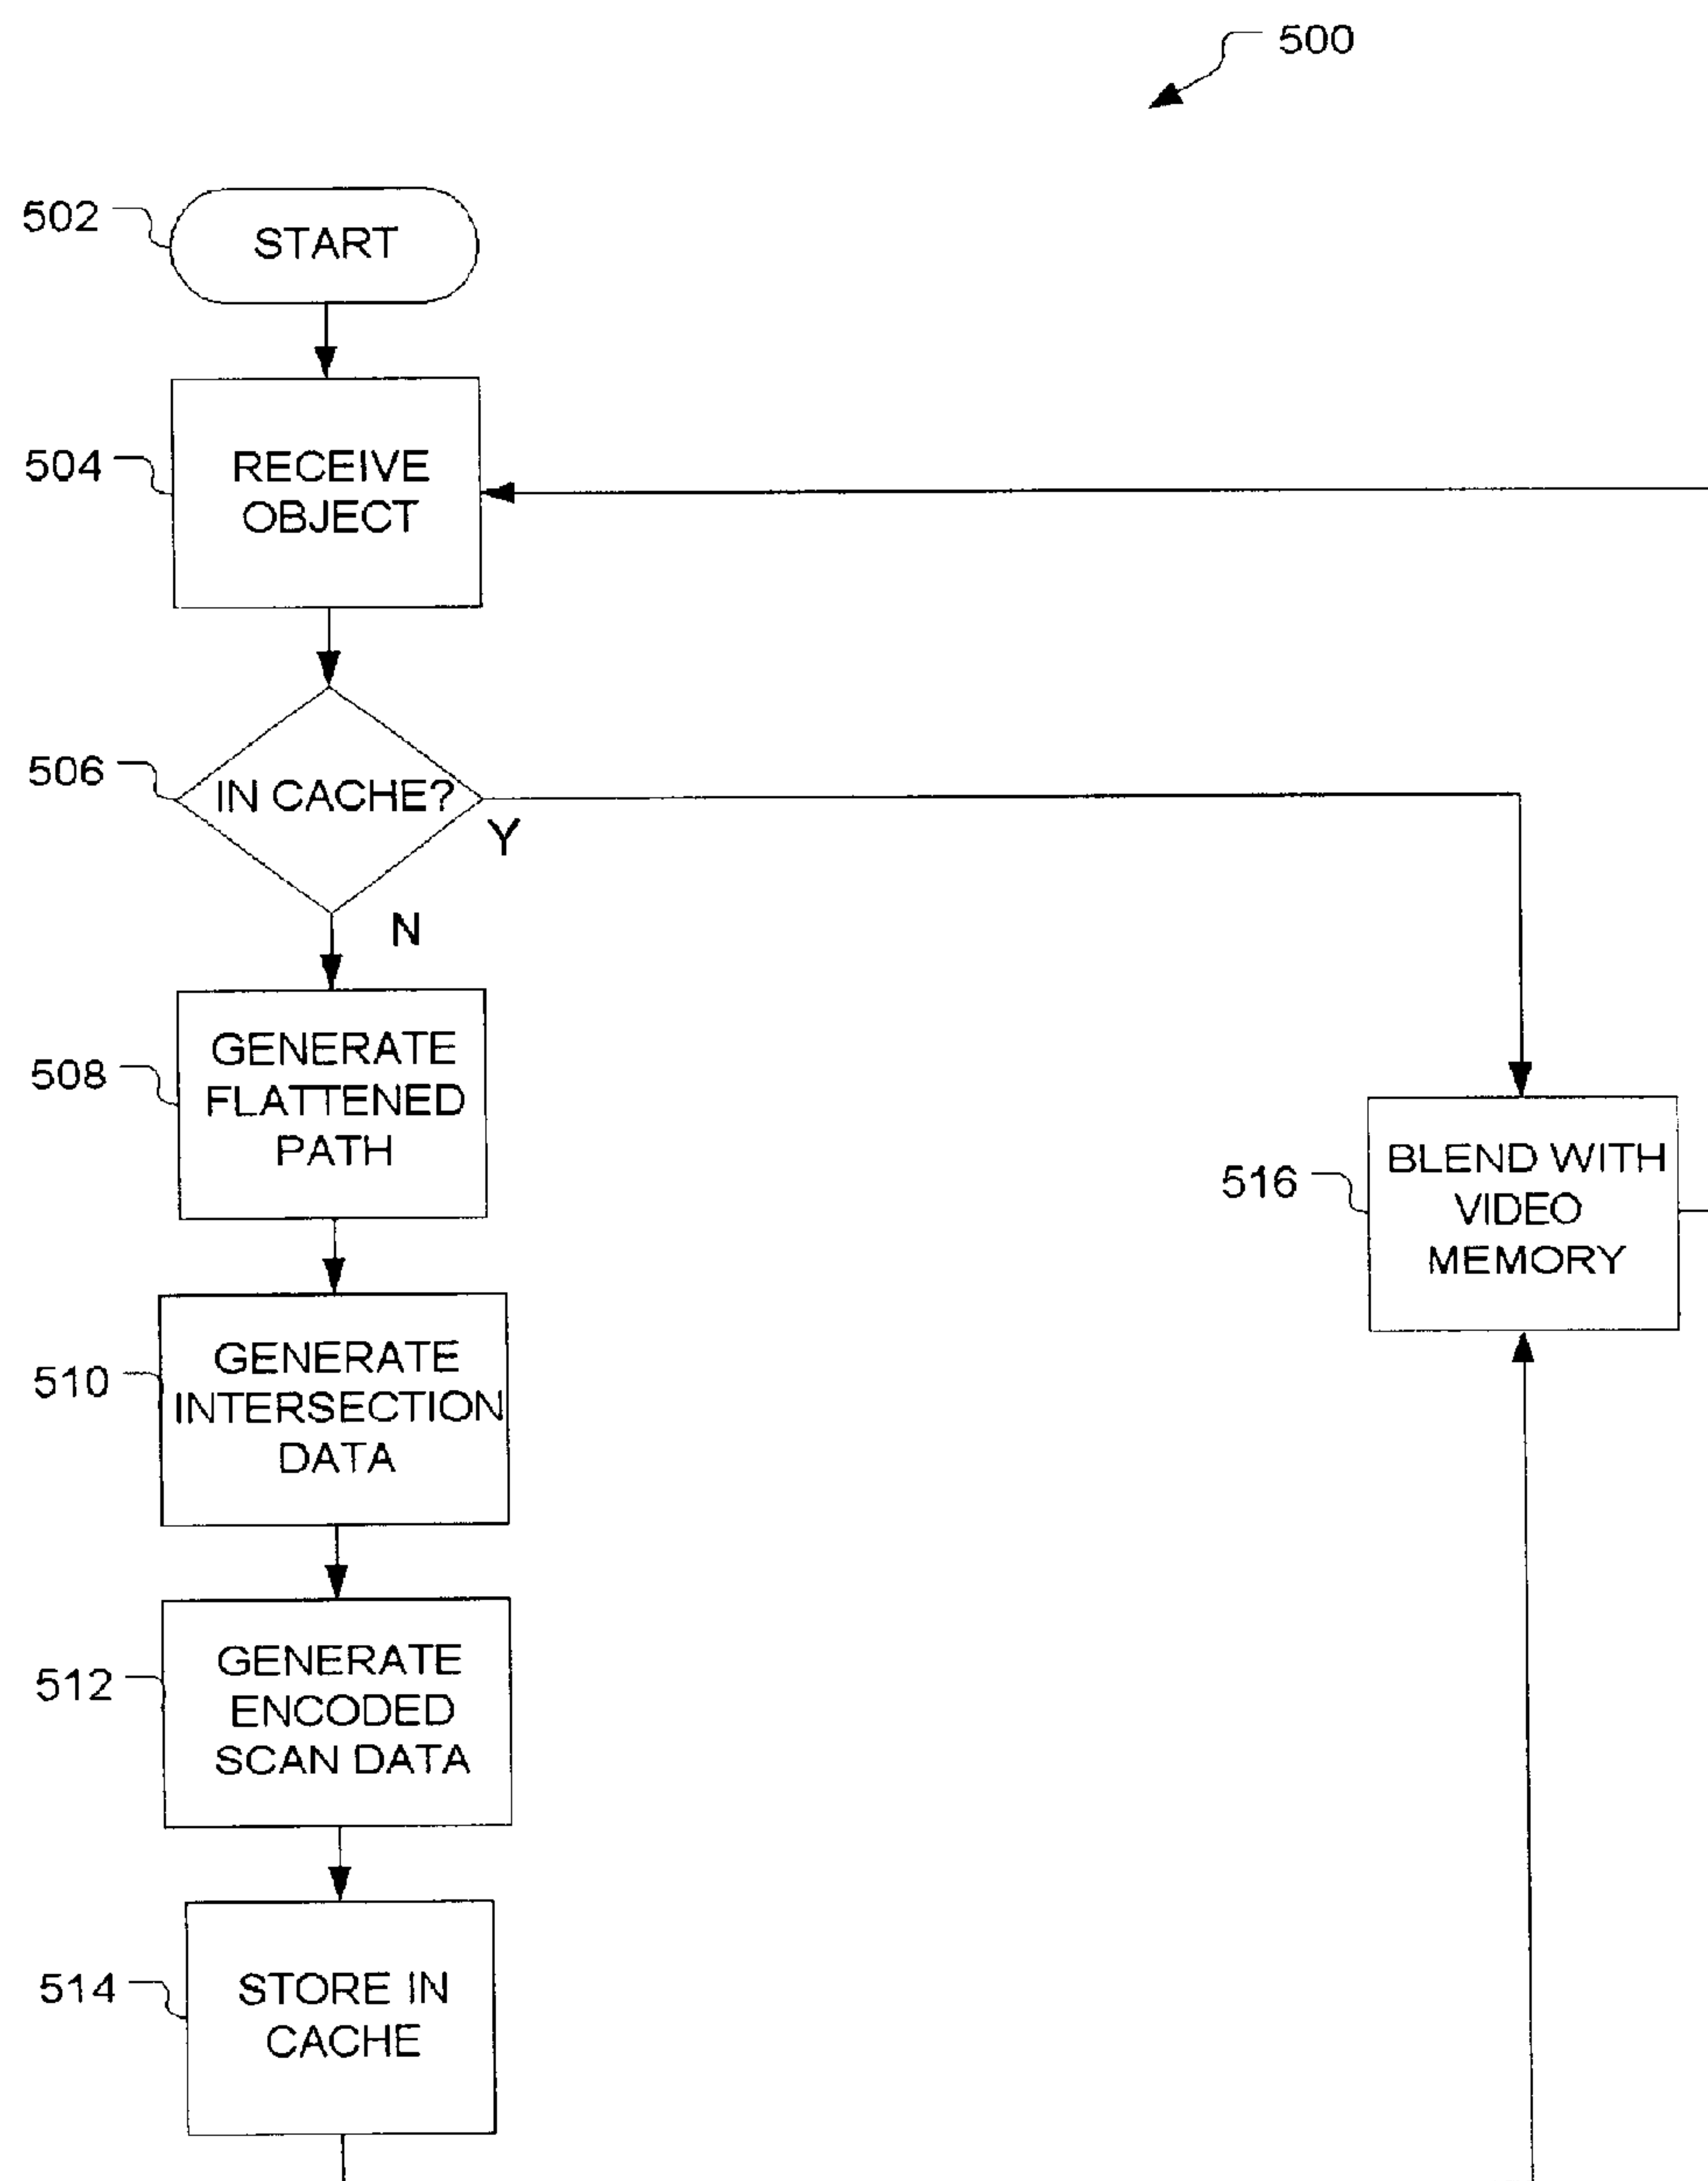 500
502
START
504
RECEIVE
OBJECT
506
IN CACHE?
Y
N
508
GENERATE
FLATTENED
PATH
516
BLEND WITH
VIDEO
MEMORY
510
GENERATE
INTERSECTION
DATA
512
GENERATE
ENCODED
SCAN DATA
514
STORE IN
CACHE